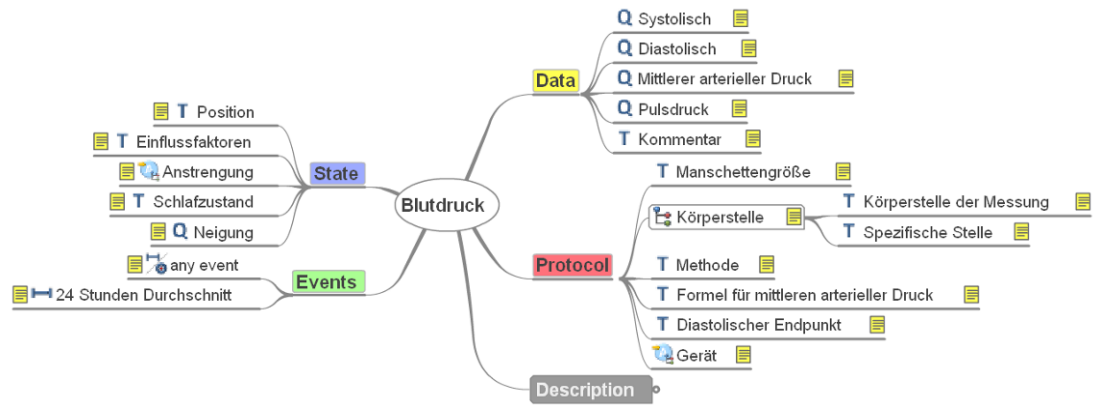 Blutdruck
Data
Q Systolisch
Q Diastolisch
Q Mittlerer arterieller Druck
Q Pulsdruck
T Kommentar
Protocol
T Manschettengröße
Körperstelle
T Körperstelle der Messung
T Spezifische Stelle
T Methode
T Formel für mittleren arterieller Druck
T Diastolischer Endpunkt
Gerät
Description
State
T Position
T Einflussfaktoren
Anstrengung
T Schlafzustand
Q Neigung
Events
any event
24 Stunden Durchschnitt